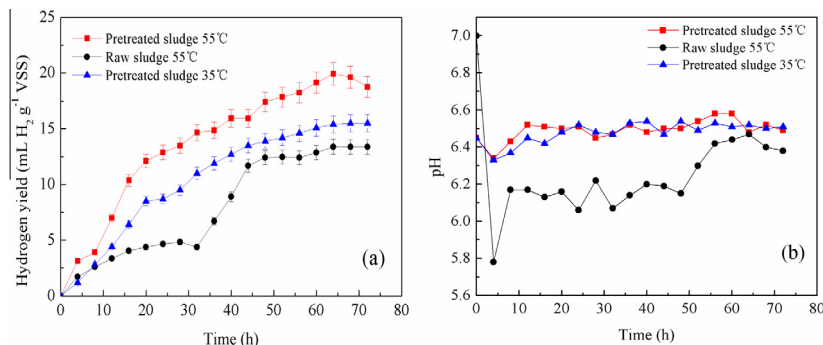 25
20
15
10
5
0
Hydrogen yield (mL H₂ g⁻¹ VSS)
Pretreated sludge 55℃
Raw sludge 55℃
Pretreated sludge 35℃
(a)
0 10 20 30 40 50 60 70 80
Time (h)
7.0
6.8
6.6
6.4
6.2
6.0
5.8
5.6
pH
Pretreated sludge 55℃
Raw sludge 55℃
Pretreated sludge 35℃
(b)
0 10 20 30 40 50 60 70 80
Time (h)